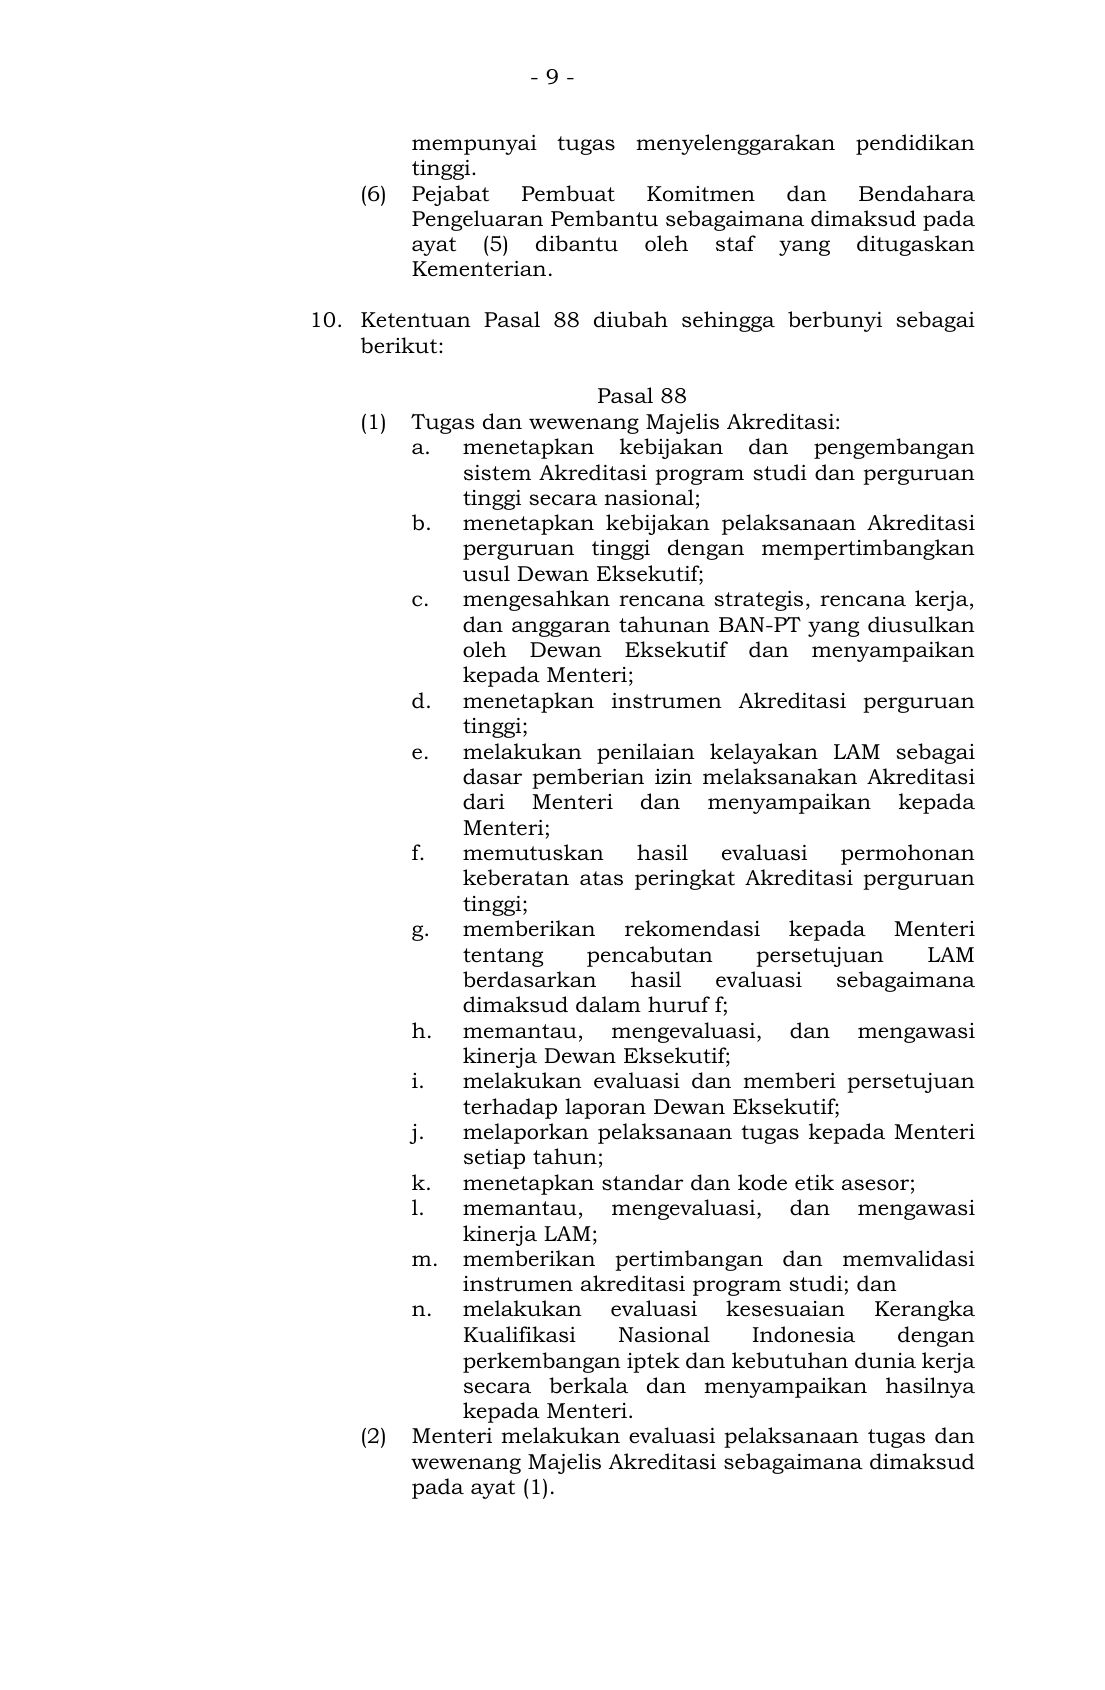 - 9 -
mempunyai tugas menyelenggarakan pendidikan
tinggi.
(6) Pejabat Pembuat Komitmen dan Bendahara
Pengeluaran Pembantu sebagaimana dimaksud pada
ayat (5) dibantu oleh staf yang ditugaskan
Kementerian.
10. Ketentuan Pasal 88 diubah sehingga berbunyi sebagai
berikut:
Pasal 88
(1) Tugas dan wewenang Majelis Akreditasi:
a. menetapkan kebijakan dan pengembangan
sistem Akreditasi program studi dan perguruan
tinggi secara nasional;
b. menetapkan kebijakan pelaksanaan Akreditasi
perguruan tinggi dengan mempertimbangkan
usul Dewan Eksekutif;
c. mengesahkan rencana strategis, rencana kerja,
dan anggaran tahunan BAN-PT yang diusulkan
oleh Dewan Eksekutif dan menyampaikan
kepada Menteri;
d. menetapkan instrumen Akreditasi perguruan
tinggi;
e. melakukan penilaian kelayakan LAM sebagai
dasar pemberian izin melaksanakan Akreditasi
dari Menteri dan menyampaikan kepada
Menteri;
f. memutuskan hasil evaluasi permohonan
keberatan atas peringkat Akreditasi perguruan
tinggi;
g. memberikan rekomendasi kepada Menteri
tentang pencabutan persetujuan LAM
berdasarkan hasil evaluasi sebagaimana
dimaksud dalam huruf f;
h. memantau, mengevaluasi, dan mengawasi
kinerja Dewan Eksekutif;
i. melakukan evaluasi dan memberi persetujuan
terhadap laporan Dewan Eksekutif;
j. melaporkan pelaksanaan tugas kepada Menteri
setiap tahun;
k. menetapkan standar dan kode etik asesor;
l. memantau, mengevaluasi, dan mengawasi
kinerja LAM;
m. memberikan pertimbangan dan memvalidasi
instrumen akreditasi program studi; dan
n. melakukan evaluasi kesesuaian Kerangka
Kualifikasi Nasional Indonesia dengan
perkembangan iptek dan kebutuhan dunia kerja
secara berkala dan menyampaikan hasilnya
kepada Menteri.
(2) Menteri melakukan evaluasi pelaksanaan tugas dan
wewenang Majelis Akreditasi sebagaimana dimaksud
pada ayat (1).